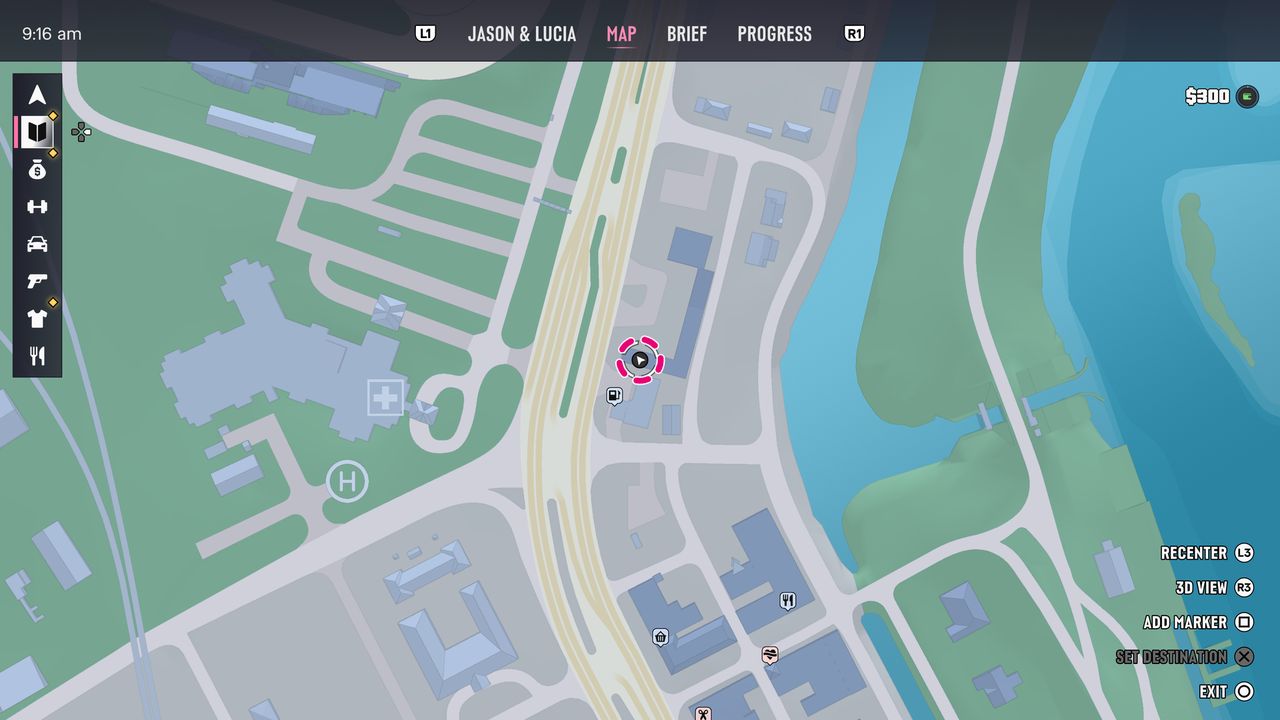 9:16 am
L1
JASON & LUCIA
MAP
BRIEF
PROGRESS
R1
$300
H
RECENTER L3
3D VIEW R3
ADD MARKER
SET DESTINATION
EXIT